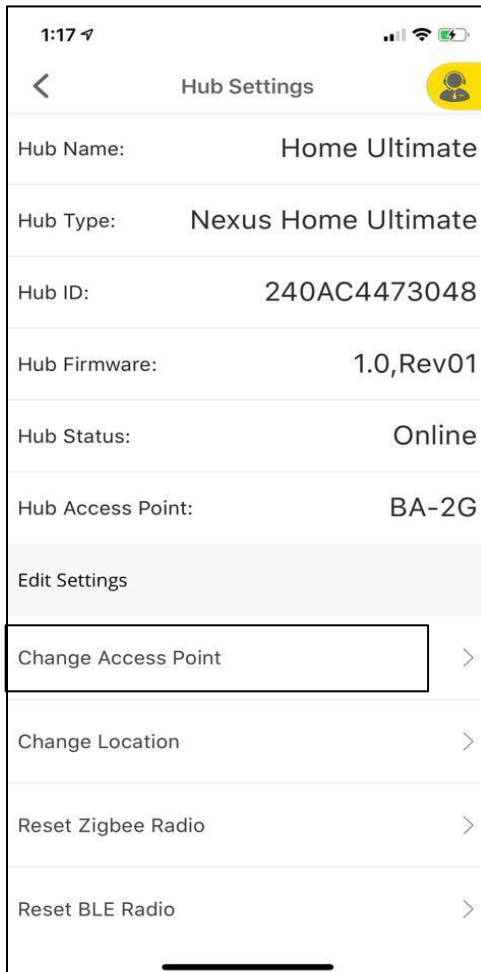 1:17
Hub Settings
Hub Name: Home Ultimate
Hub Type: Nexus Home Ultimate
Hub ID: 240AC4473048
Hub Firmware: 1.0,Rev01
Hub Status: Online
Hub Access Point: BA-2G
Edit Settings
Change Access Point
Change Location
Reset Zigbee Radio
Reset BLE Radio